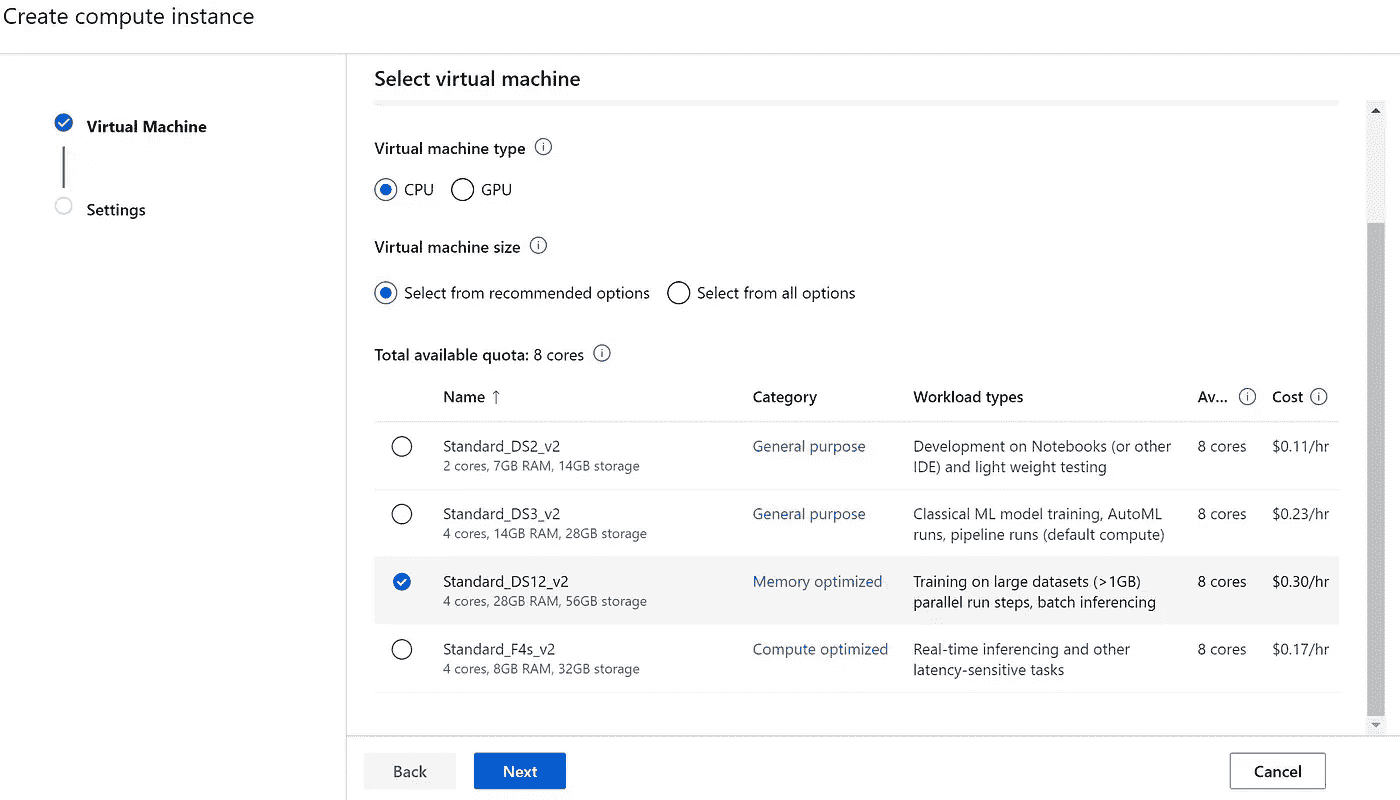 Create compute instance
Virtual Machine
Settings
Select virtual machine
Virtual machine type
CPU GPU
Virtual machine size
Select from recommended options Select from all options
Total available quota: 8 cores
Name ↑ Category Workload types Av... Cost
Standard_DS2_v2 General purpose Development on Notebooks (or other 8 cores $0.11/hr
2 cores, 7GB RAM, 14GB storage IDE) and light weight testing
Standard_DS3_v2 General purpose Classical ML model training, AutoML 8 cores $0.23/hr
4 cores, 14GB RAM, 28GB storage runs, pipeline runs (default compute)
Standard_DS12_v2 Memory optimized Training on large datasets (>1GB) 8 cores $0.30/hr
4 cores, 28GB RAM, 56GB storage parallel run steps, batch inferencing
Standard_F4s_v2 Compute optimized Real-time inferencing and other 8 cores $0.17/hr
4 cores, 8GB RAM, 32GB storage latency-sensitive tasks
Back Next Cancel